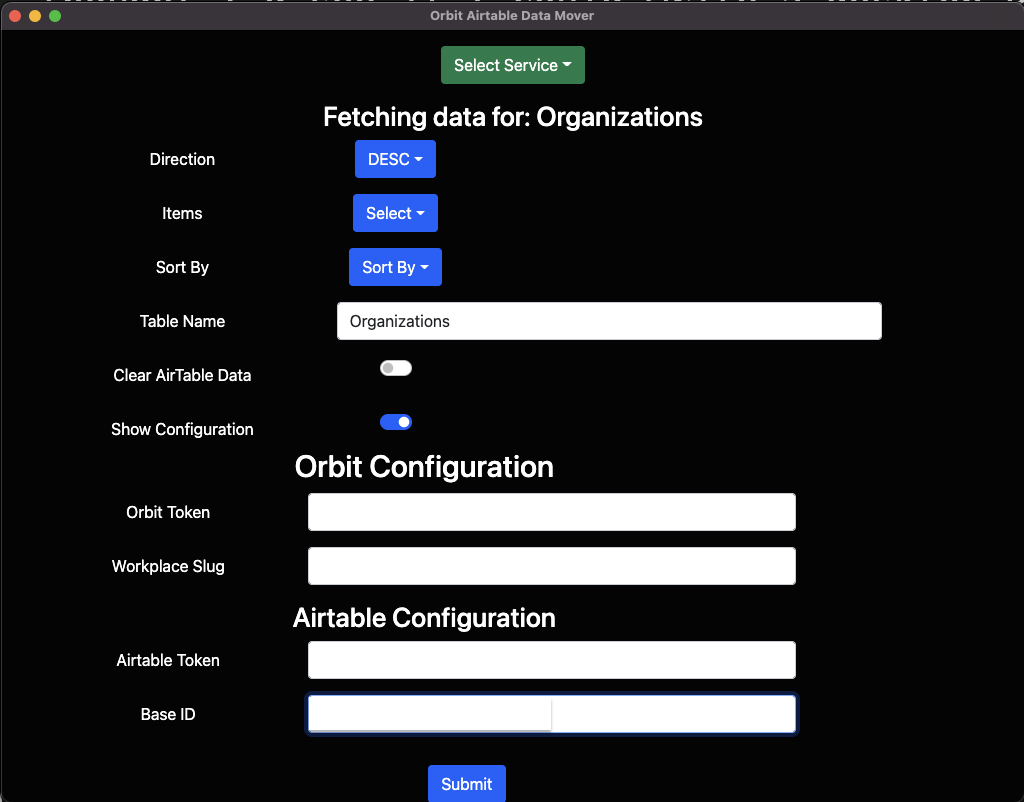 Orbit Airtable Data Mover
Select Service
Fetching data for: Organizations
Direction DESC
Items Select
Sort By Sort By
Table Name Organizations
Clear AirTable Data
Show Configuration
Orbit Configuration
Orbit Token
Workplace Slug
Airtable Configuration
Airtable Token
Base ID
Submit